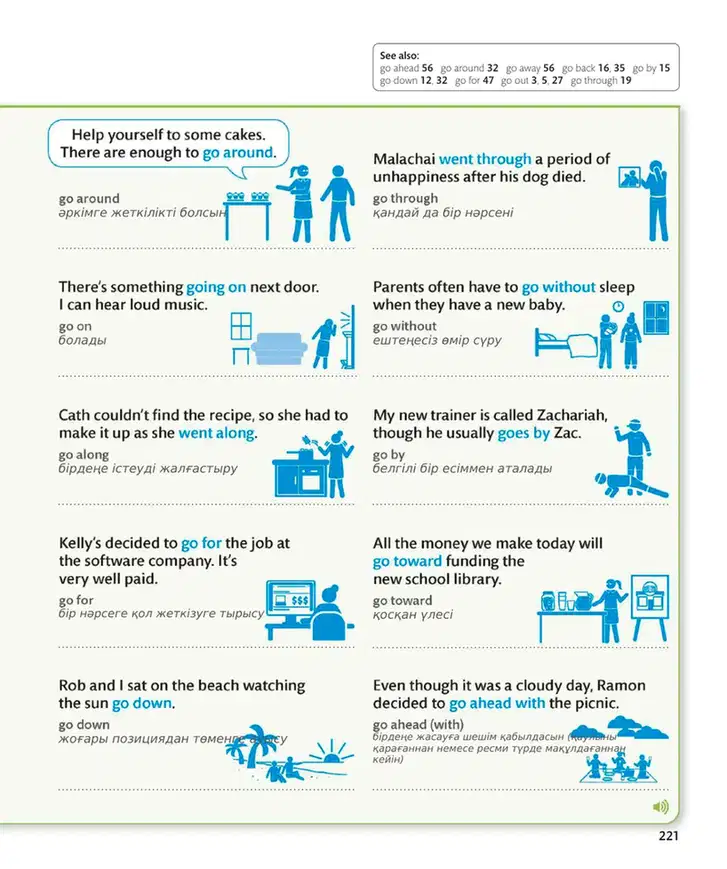 See also:
go ahead 56 go around 32 go away 56 go back 16, 35 go by 15
go down 12, 32 go for 47 go out 3, 5, 27 go through 19
Help yourself to some cakes.
There are enough to go around.
go around
әркімге жеткілікті болсын
Malachai went through a period of
unhappiness after his dog died.
go through
қандай да бір нәрсені
There's something going on next door.
I can hear loud music.
go on
болады
Parents often have to go without sleep
when they have a new baby.
go without
ештеңесіз өмір сүру
Cath couldn't find the recipe, so she had to
make it up as she went along.
go along
бірдеңе істеуді жалғастыру
My new trainer is called Zachariah,
though he usually goes by Zac.
go by
белгілі бір есіммен аталады
Kelly's decided to go for the job at
the software company. It's
very well paid.
go for
бір нәрсеге қол жеткізуге тырысу
$$$
All the money we make today will
go toward funding the
new school library.
go toward
қосқан үлесі
Rob and I sat on the beach watching
the sun go down.
go down
жоғары позициядан төменге ауысу
Even though it was a cloudy day, Ramon
decided to go ahead with the picnic.
go ahead (with)
бірдеңе жасауға шешім қабылдасын (қаулыны
қарағаннан немесе ресми түрде мақұлдағаннан
кейін)
221